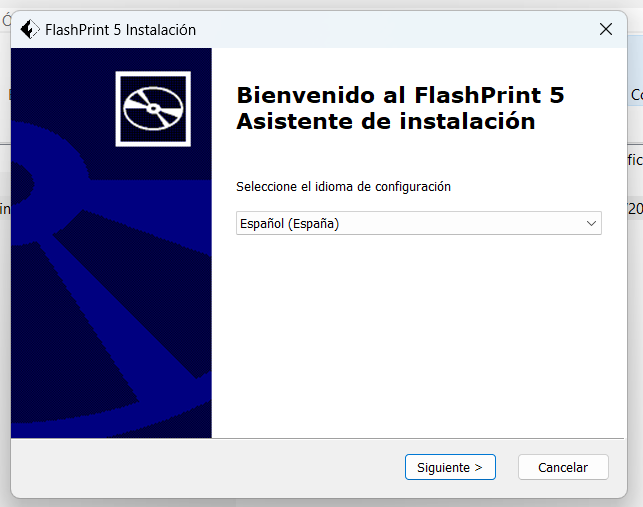 FlashPrint 5 Instalación
Bienvenido al FlashPrint 5
Asistente de instalación
Seleccione el idioma de configuración
Español (España)
Siguiente >
Cancelar